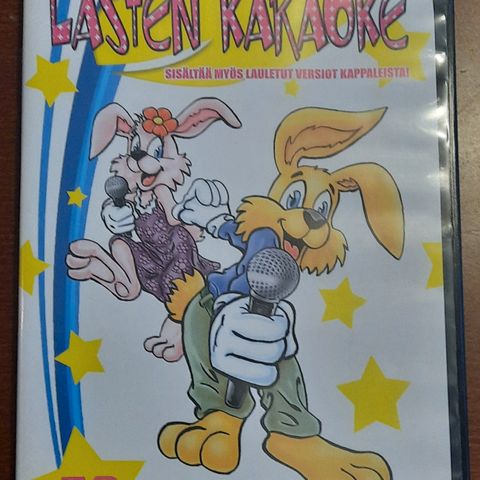 LASTEN KARAOKE
SISÄLTÄÄ MYÖS LAULETUT VERSIOT KAPPALEISTA!